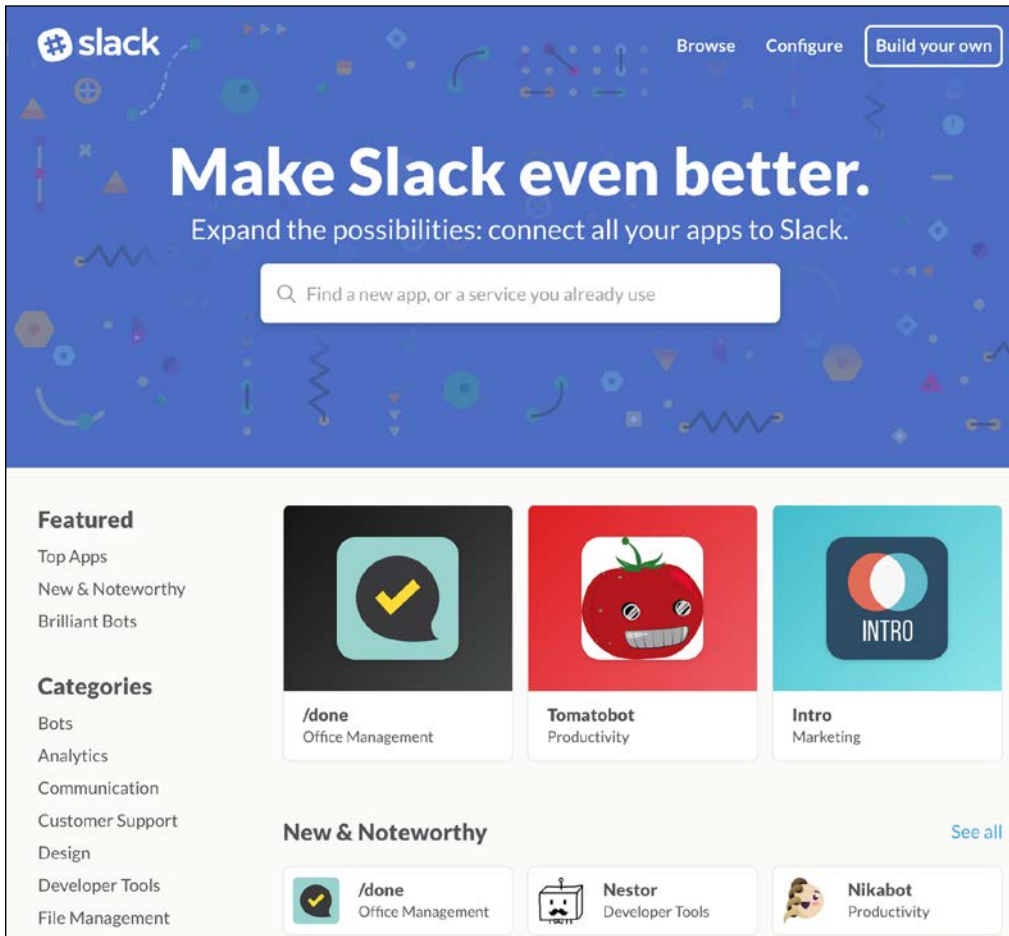 slack
Browse Configure Build your own
Make Slack even better.
Expand the possibilities: connect all your apps to Slack.
Find a new app, or a service you already use
Featured
Top Apps
New & Noteworthy
Brilliant Bots
Categories
Bots
Analytics
Communication
Customer Support
Design
Developer Tools
File Management
INTRO
/done
Office Management
Tomatobot
Productivity
Intro
Marketing
New & Noteworthy
See all
/done
Office Management
Nestor
Developer Tools
Nikabot
Productivity